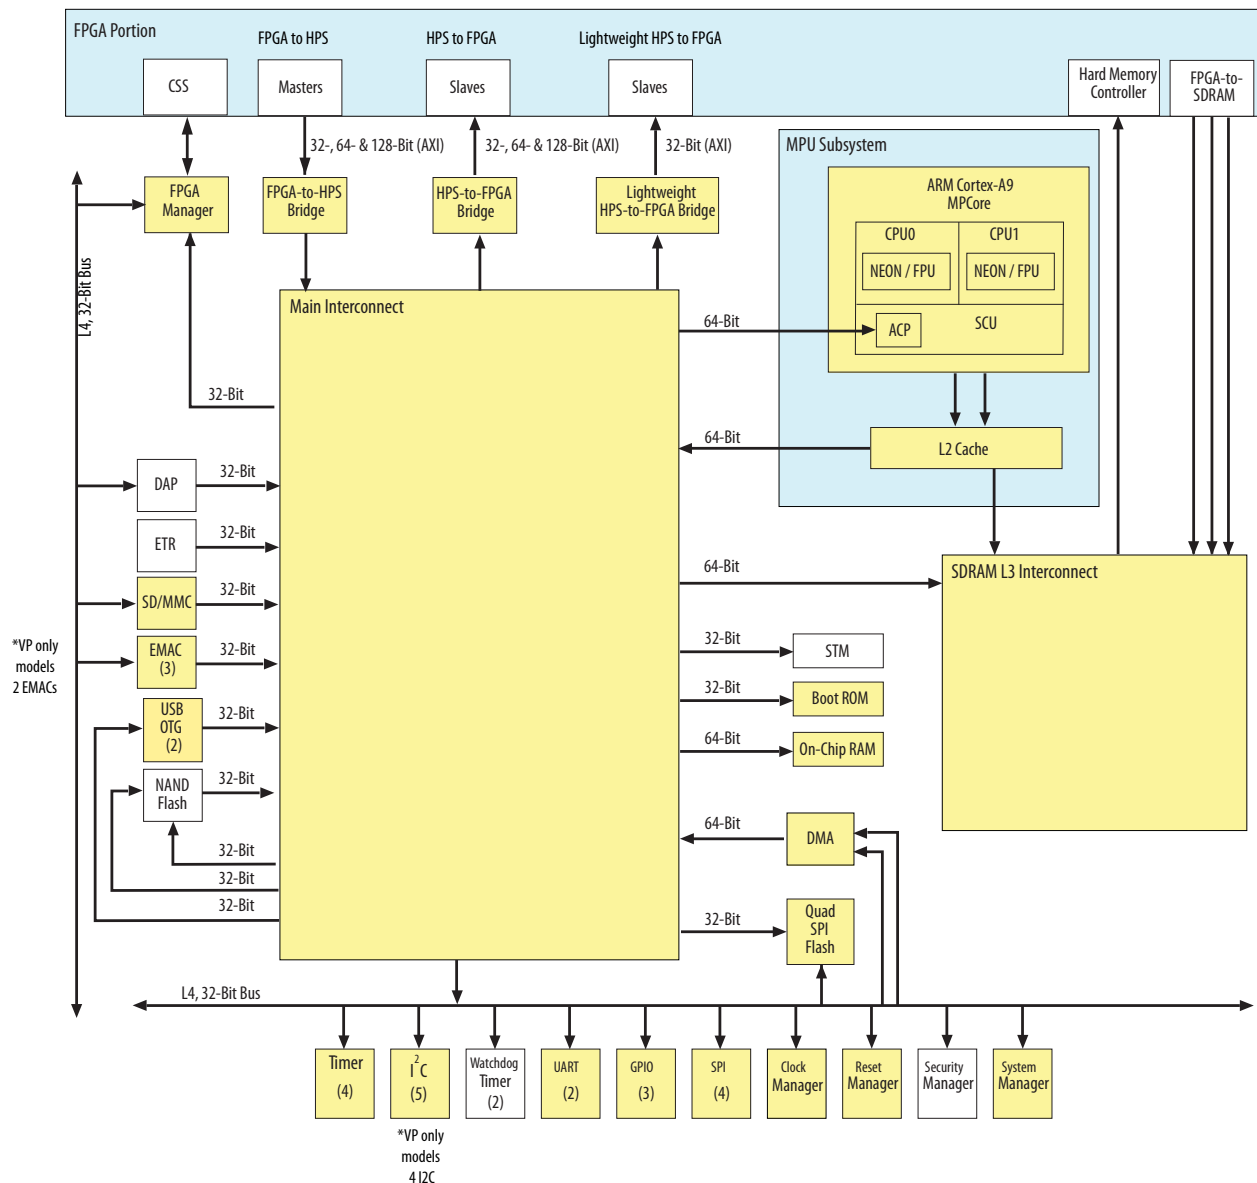 FPGA Portion
FPGA to HPS
HPS to FPGA
Lightweight HPS to FPGA
CSS
Masters
Slaves
Slaves
Hard Memory
Controller
FPGA-to-
SDRAM
32-, 64- & 128-Bit (AXI)
32-, 64- & 128-Bit (AXI)
32-Bit (AXI)
MPU Subsystem
FPGA
Manager
FPGA-to-HPS
Bridge
HPS-to-FPGA
Bridge
Lightweight
HPS-to-FPGA Bridge
ARM Cortex-A9
MPCore
CPU0
CPU1
NEON / FPU
NEON / FPU
ACP
SCU
L4, 32-Bit Bus
Main Interconnect
64-Bit
32-Bit
64-Bit
L2 Cache
DAP
32-Bit
ETR
32-Bit
SD/MMC
32-Bit
64-Bit
SDRAM L3 Interconnect
*VP only
models
2 EMACs
EMAC
(3)
32-Bit
32-Bit
STM
USB
OTG
(2)
32-Bit
32-Bit
Boot ROM
64-Bit
On-Chip RAM
NAND
Flash
32-Bit
32-Bit
32-Bit
32-Bit
64-Bit
DMA
32-Bit
Quad
SPI
Flash
L4, 32-Bit Bus
Timer
(4)
I2C
(5)
Watchdog
Timer
(2)
UART
(2)
GPIO
(3)
SPI
(4)
Clock
Manager
Reset
Manager
Security
Manager
System
Manager
*VP only
models
4 I2C